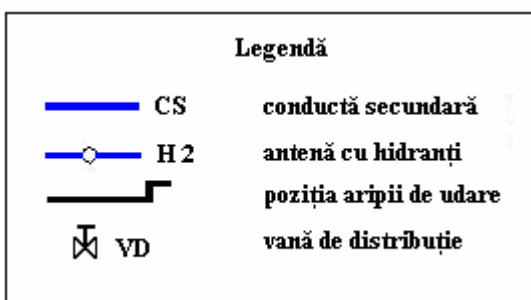 Legendă
CS conductă secundară
H 2 antenă cu hidranți
poziția aripii de udare
VD vană de distribuție